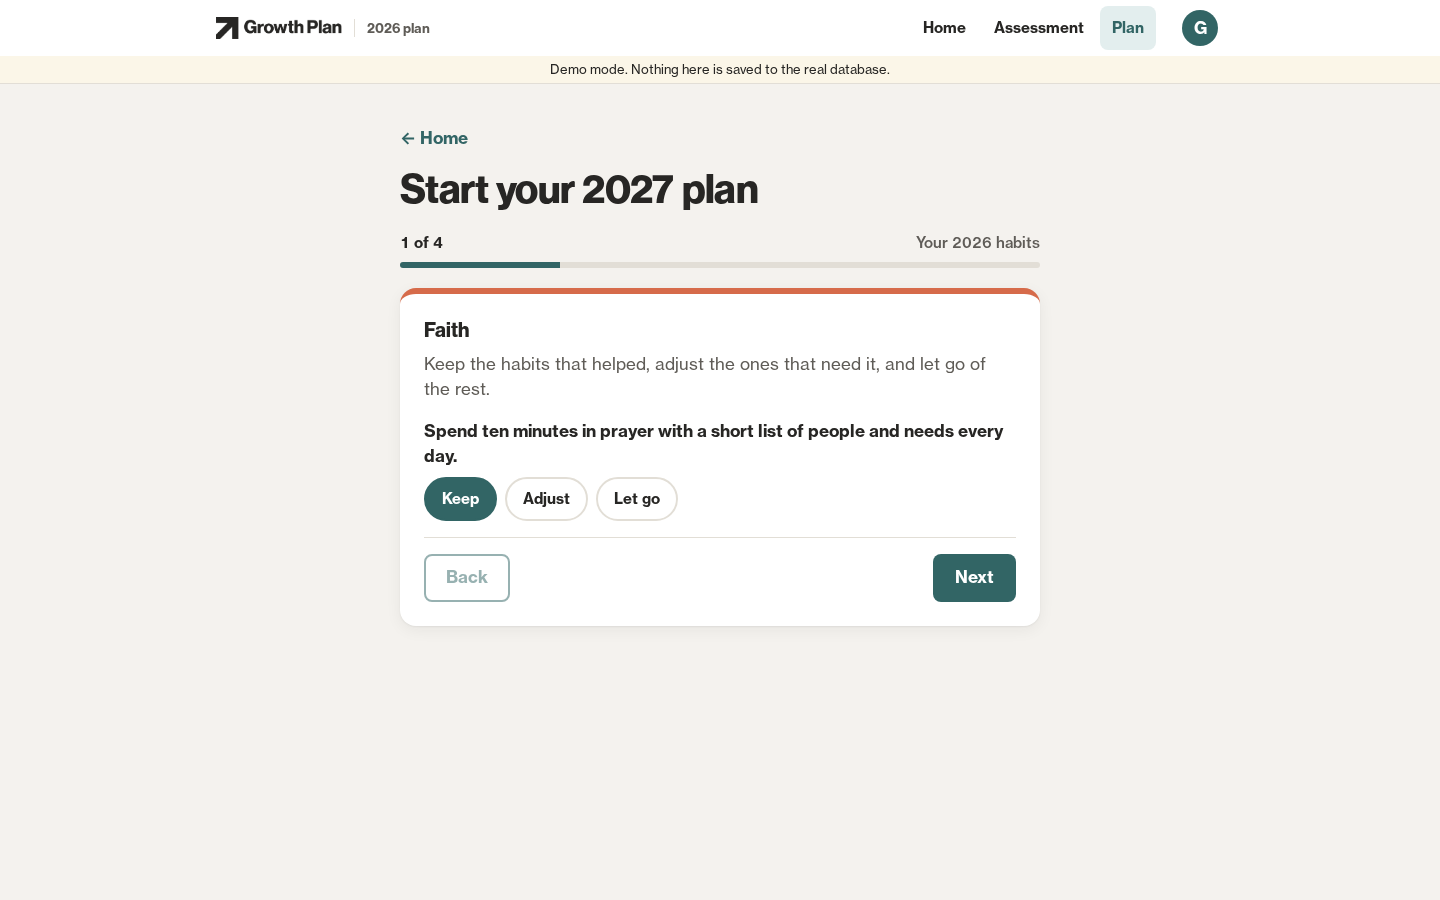 Growth Plan
2026 plan
Home
Assessment
Plan
G
Demo mode. Nothing here is saved to the real database.
← Home
Start your 2027 plan
1 of 4
Your 2026 habits
Faith
Keep the habits that helped, adjust the ones that need it, and let go of
the rest.
Spend ten minutes in prayer with a short list of people and needs every
day.
Keep
Adjust
Let go
Back
Next